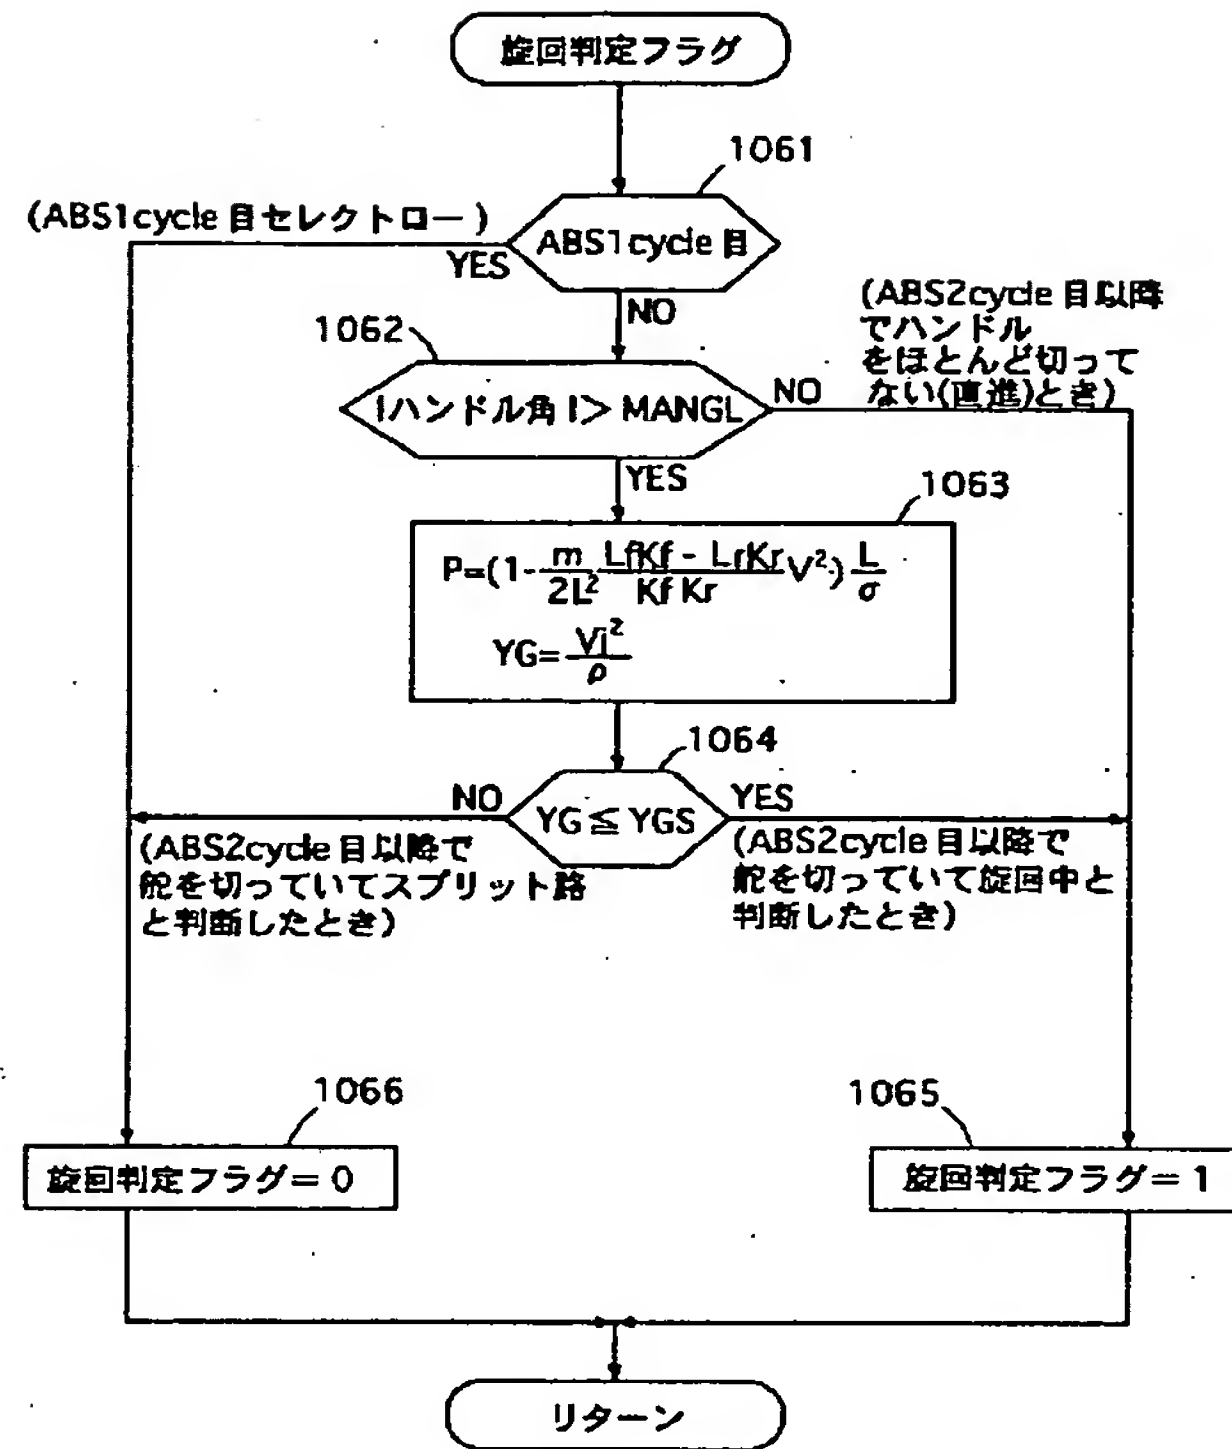 旋回判定フラグ
1061
(ABS1cycle 目セレクトロー)
ABS1cycle 目
YES
NO
(ABS2cycle 目以降
でハンドル
をほとんど切って
ない(直進)とき)
1062
|ハンドル角|> MANGL
NO
YES
1063
P=(1-m/2L² LfKf - LrKr/Kf Kr V²) L/σ
YG=Vi²/ρ
1064
NO
YG≦YGS
YES
(ABS2cycle 目以降で
舵を切っていてスプリット路
と判断したとき)
(ABS2cycle 目以降で
舵を切っていて旋回中と
判断したとき)
1066
1065
旋回判定フラグ=0
旋回判定フラグ=1
リターン